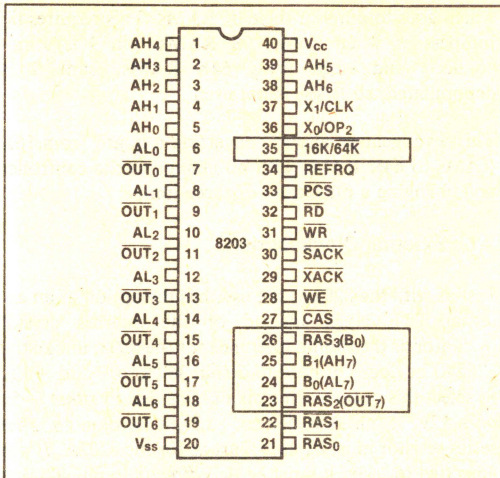 AH4 1 40 Vcc
AH3 2 39 AH5
AH2 3 38 AH6
AH1 4 37 X1/CLK
AH0 5 36 X0/OP2
AL0 6 35 16K/64K
OUT0 7 34 REFRQ
AL1 8 33 PCS
OUT1 9 32 RD
AL2 10 31 WR
8203
OUT2 11 30 SACK
AL3 12 29 XACK
OUT3 13 28 WE
AL4 14 27 CAS
OUT4 15 26 RAS3(B0)
AL5 16 25 B1(AH7)
OUT5 17 24 B0(AL7)
AL6 18 23 RAS2(OUT7)
OUT6 19 22 RAS1
Vss 20 21 RAS0